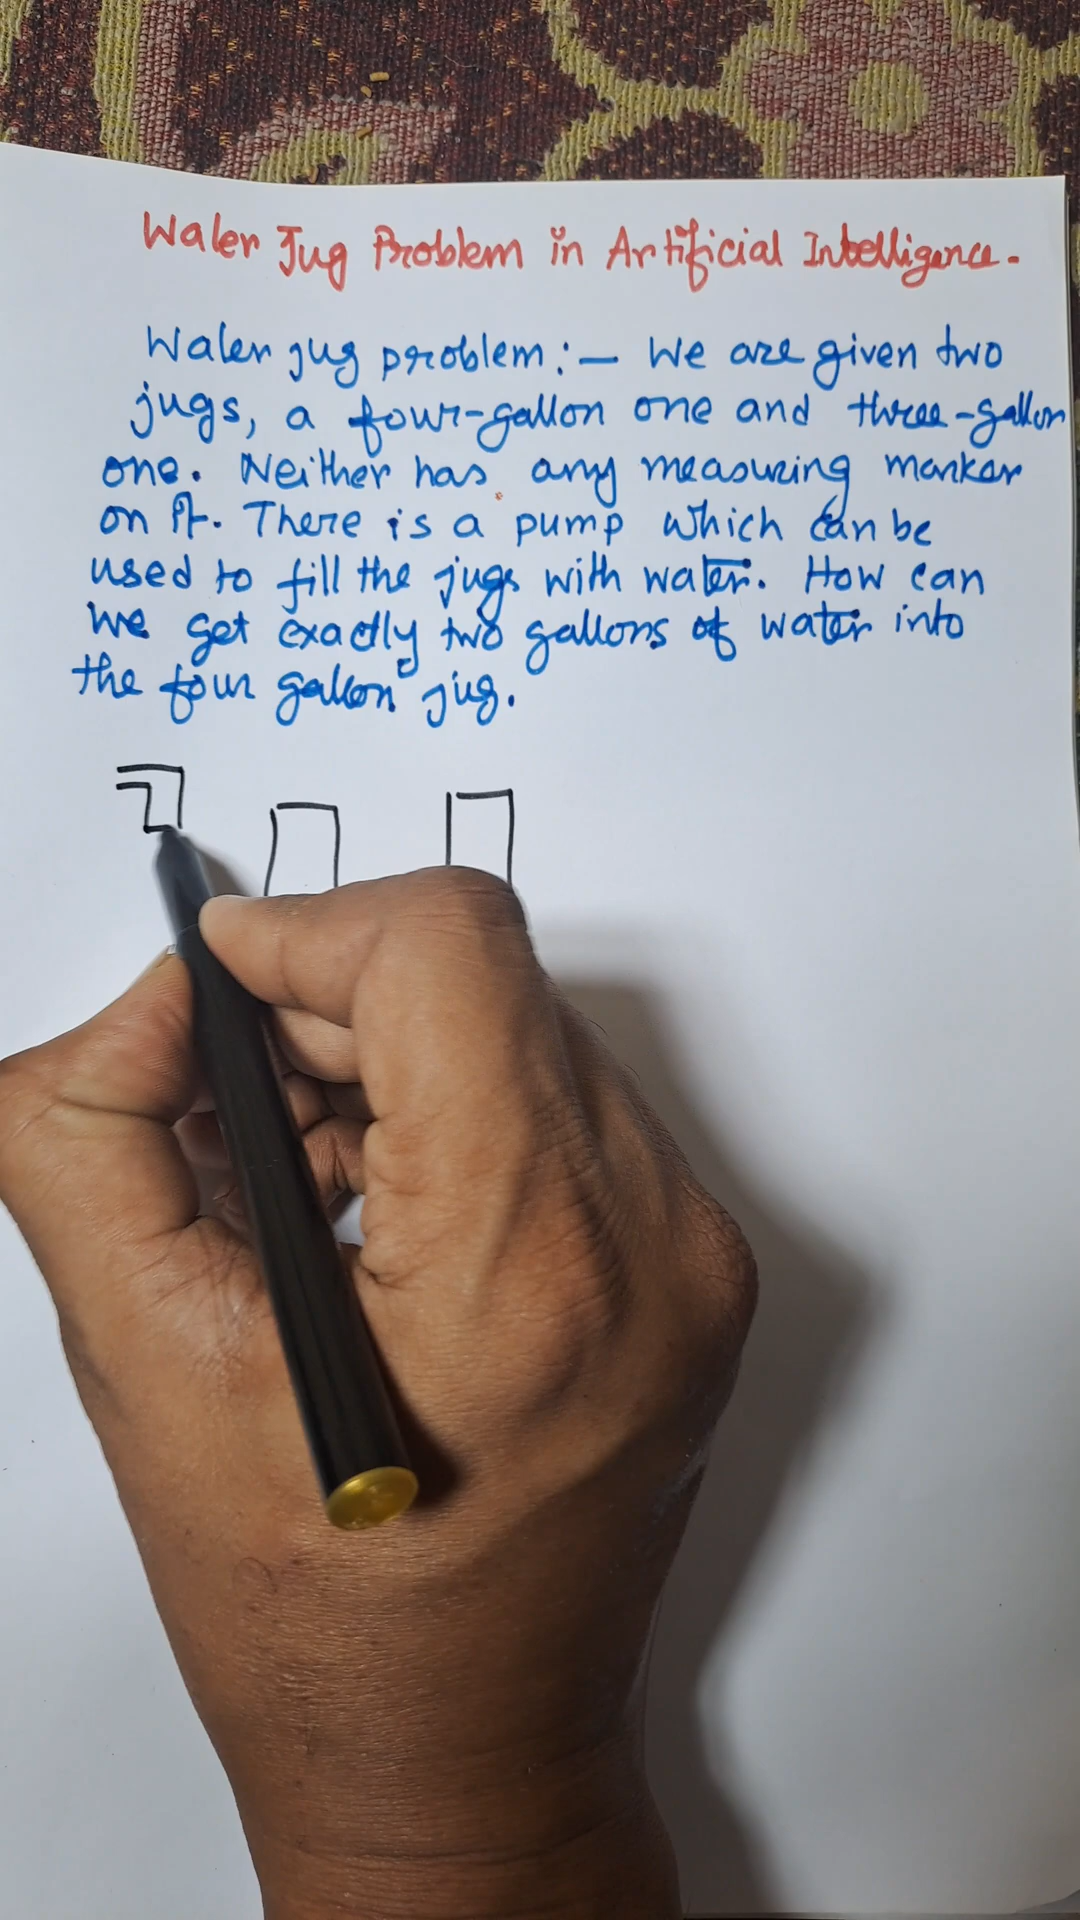 Water Jug Problem in Artificial Intelligence.
Water jug problem :- We are given two
jugs, a four-gallon one and three-gallon
one. Neither has any measuring marker
on it. There is a pump which can be
used to fill the jugs with water. How can
we get exactly two gallons of water into
the four gallon jug.